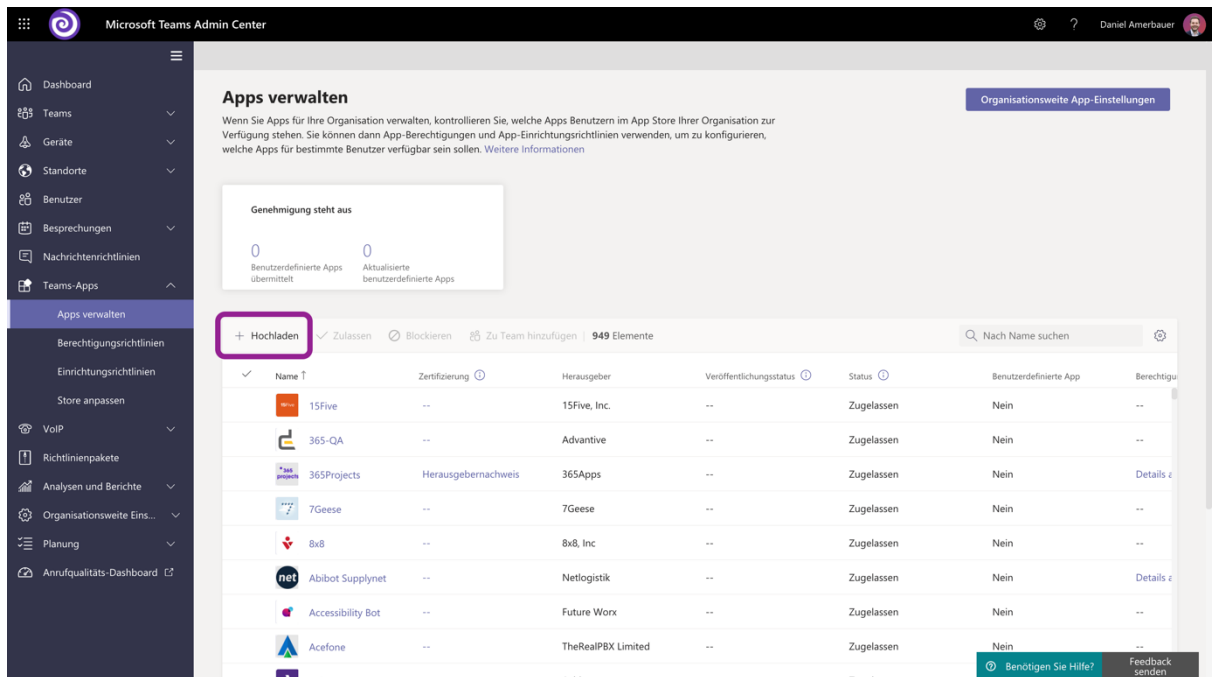 Microsoft Teams Admin Center
? Daniel Amerbauer
Dashboard
Teams
Geräte
Standorte
Benutzer
Besprechungen
Nachrichtenrichtlinien
Teams-Apps
Apps verwalten
Berechtigungsrichtlinien
Einrichtungsrichtlinien
Store anpassen
VoIP
Richtlinienpakete
Analysen und Berichte
Organisationsweite Eins...
Planung
Anrufqualitäts-Dashboard
Apps verwalten
Organisationsweite App-Einstellungen
Wenn Sie Apps für Ihre Organisation verwalten, kontrollieren Sie, welche Apps Benutzern im App Store Ihrer Organisation zur
Verfügung stehen. Sie können dann App-Berechtigungen und App-Einrichtungsrichtlinien verwenden, um zu konfigurieren,
welche Apps für bestimmte Benutzer verfügbar sein sollen. Weitere Informationen
Genehmigung steht aus
0 0
Benutzerdefinierte Apps Aktualisierte
übermittelt benutzerdefinierte Apps
+ Hochladen Zulassen Blockieren Zu Team hinzufügen | 949 Elemente Nach Name suchen
Name ↑ Zertifizierung Herausgeber Veröffentlichungsstatus Status Benutzerdefinierte App Berechtigu
15Five -- 15Five, Inc. -- Zugelassen Nein --
365-QA -- Advantive -- Zugelassen Nein --
365 projects 365Projects Herausgebernachweis 365Apps -- Zugelassen Nein Details a
7Geese -- 7Geese -- Zugelassen Nein --
8x8 -- 8x8, Inc -- Zugelassen Nein --
net Abibot Supplynet -- Netlogistik -- Zugelassen Nein Details a
Accessibility Bot -- Future Worx -- Zugelassen Nein --
Acefone -- TheRealPBX Limited -- Zugelassen Nein --
Benötigen Sie Hilfe? Feedback
senden